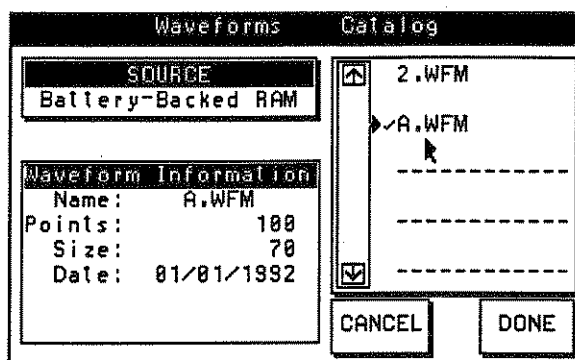 Waveforms Catalog
SOURCE
Battery-Backed RAM
Waveform Information
Name: A.WFM
Points: 100
Size: 70
Date: 01/01/1992
2.WFM
A.WFM
CANCEL
DONE